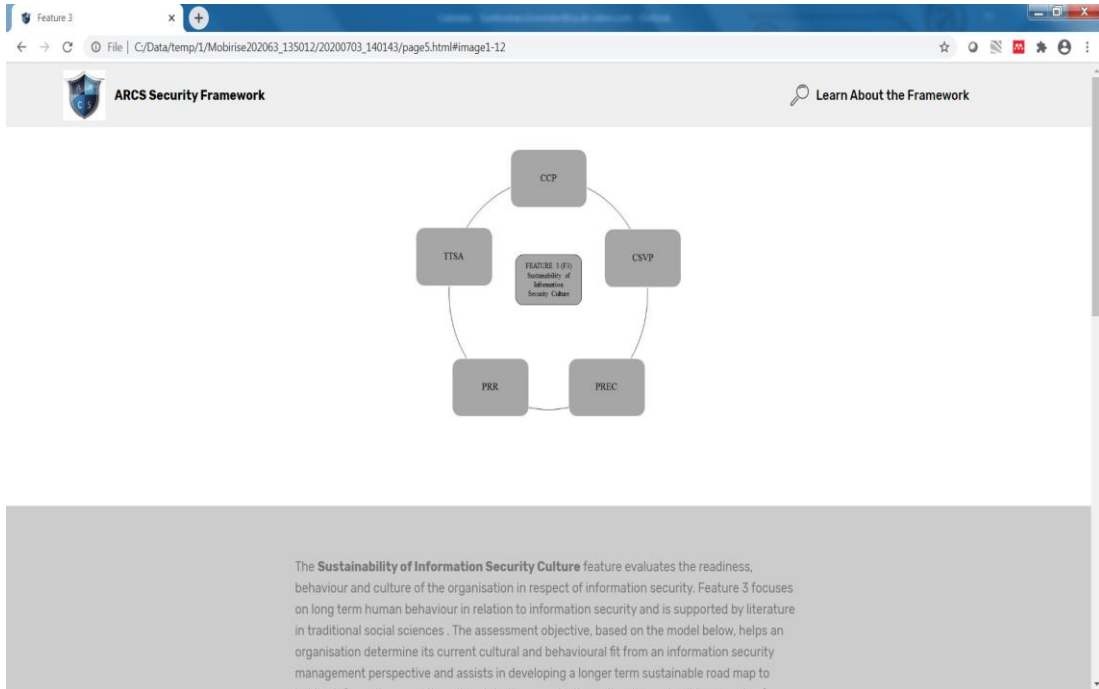 Feature 3
File | C:/Data/temp/1/Mobirise202063_135012/20200703_140143/page5.html#image1-12
ARCS
ARCS Security Framework
Learn About the Framework
CCP
TTSA
CSVP
FEATURE 3 (F3)
Sustainability of
Information
Security Culture
PRR
PREC
The Sustainability of Information Security Culture feature evaluates the readiness,
behaviour and culture of the organisation in respect of information security. Feature 3 focuses
on long term human behaviour in relation to information security and is supported by literature
in traditional social sciences . The assessment objective, based on the model below, helps an
organisation determine its current cultural and behavioural fit from an information security
management perspective and assists in developing a longer term sustainable road map to